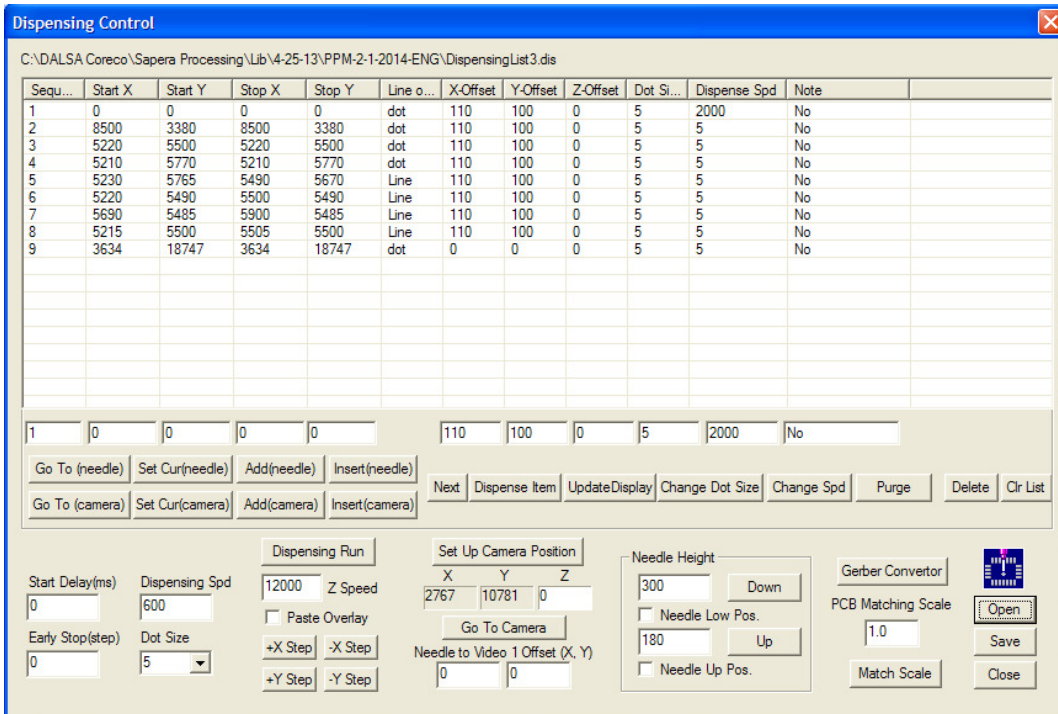 Dispensing Control
C:\DALSA Coreco\Sapera Processing\Lib\4-25-13\PPM-2-1-2014-ENG\DispensingList3.dis
Sequ... Start X Start Y Stop X Stop Y Line o... X-Offset Y-Offset Z-Offset Dot Si... Dispense Spd Note
1 0 0 0 0 dot 110 100 0 5 2000 No
2 8500 3380 8500 3380 dot 110 100 0 5 5 No
3 5220 5500 5220 5500 dot 110 100 0 5 5 No
4 5210 5770 5210 5770 dot 110 100 0 5 5 No
5 5230 5765 5490 5670 Line 110 100 0 5 5 No
6 5220 5490 5500 5490 Line 110 100 0 5 5 No
7 5690 5485 5900 5485 Line 110 100 0 5 5 No
8 5215 5500 5505 5500 Line 110 100 0 5 5 No
9 3634 18747 3634 18747 dot 0 0 0 5 5 No
1 0 0 0 0 110 100 0 5 2000 No
Go To (needle) Set Cur(needle) Add(needle) Insert(needle)
Next Dispense Item UpdateDisplay Change Dot Size Change Spd Purge Delete Clr List
Go To (camera) Set Cur(camera) Add(camera) Insert(camera)
Dispensing Run Set Up Camera Position
Needle Height
Start Delay(ms) Dispensing Spd 12000 Z Speed X Y Z 300 Down Gerber Convertor
0 600 2767 10781 0
Paste Overlay Needle Low Pos. PCB Matching Scale Open
Early Stop(step) Dot Size +X Step -X Step Go To Camera 180 Up 1.0 Save
0 5 Needle to Video 1 Offset (X, Y)
+Y Step -Y Step 0 0 Needle Up Pos. Match Scale Close